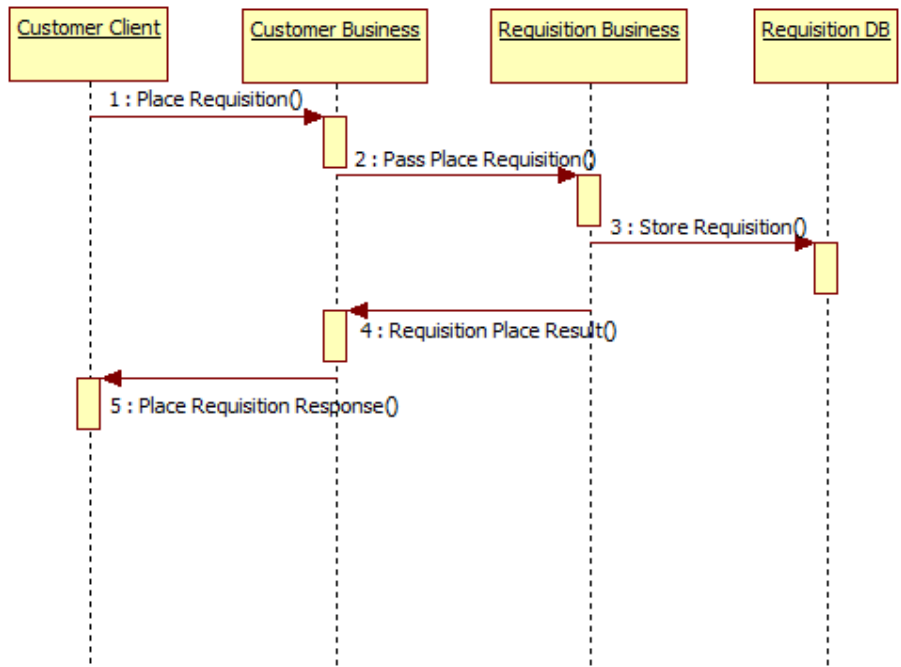 Customer Client
Customer Business
Requisition Business
Requisition DB
1 : Place Requisition()
2 : Pass Place Requisition()
3 : Store Requisition()
4 : Requisition Place Result()
5 : Place Requisition Response()